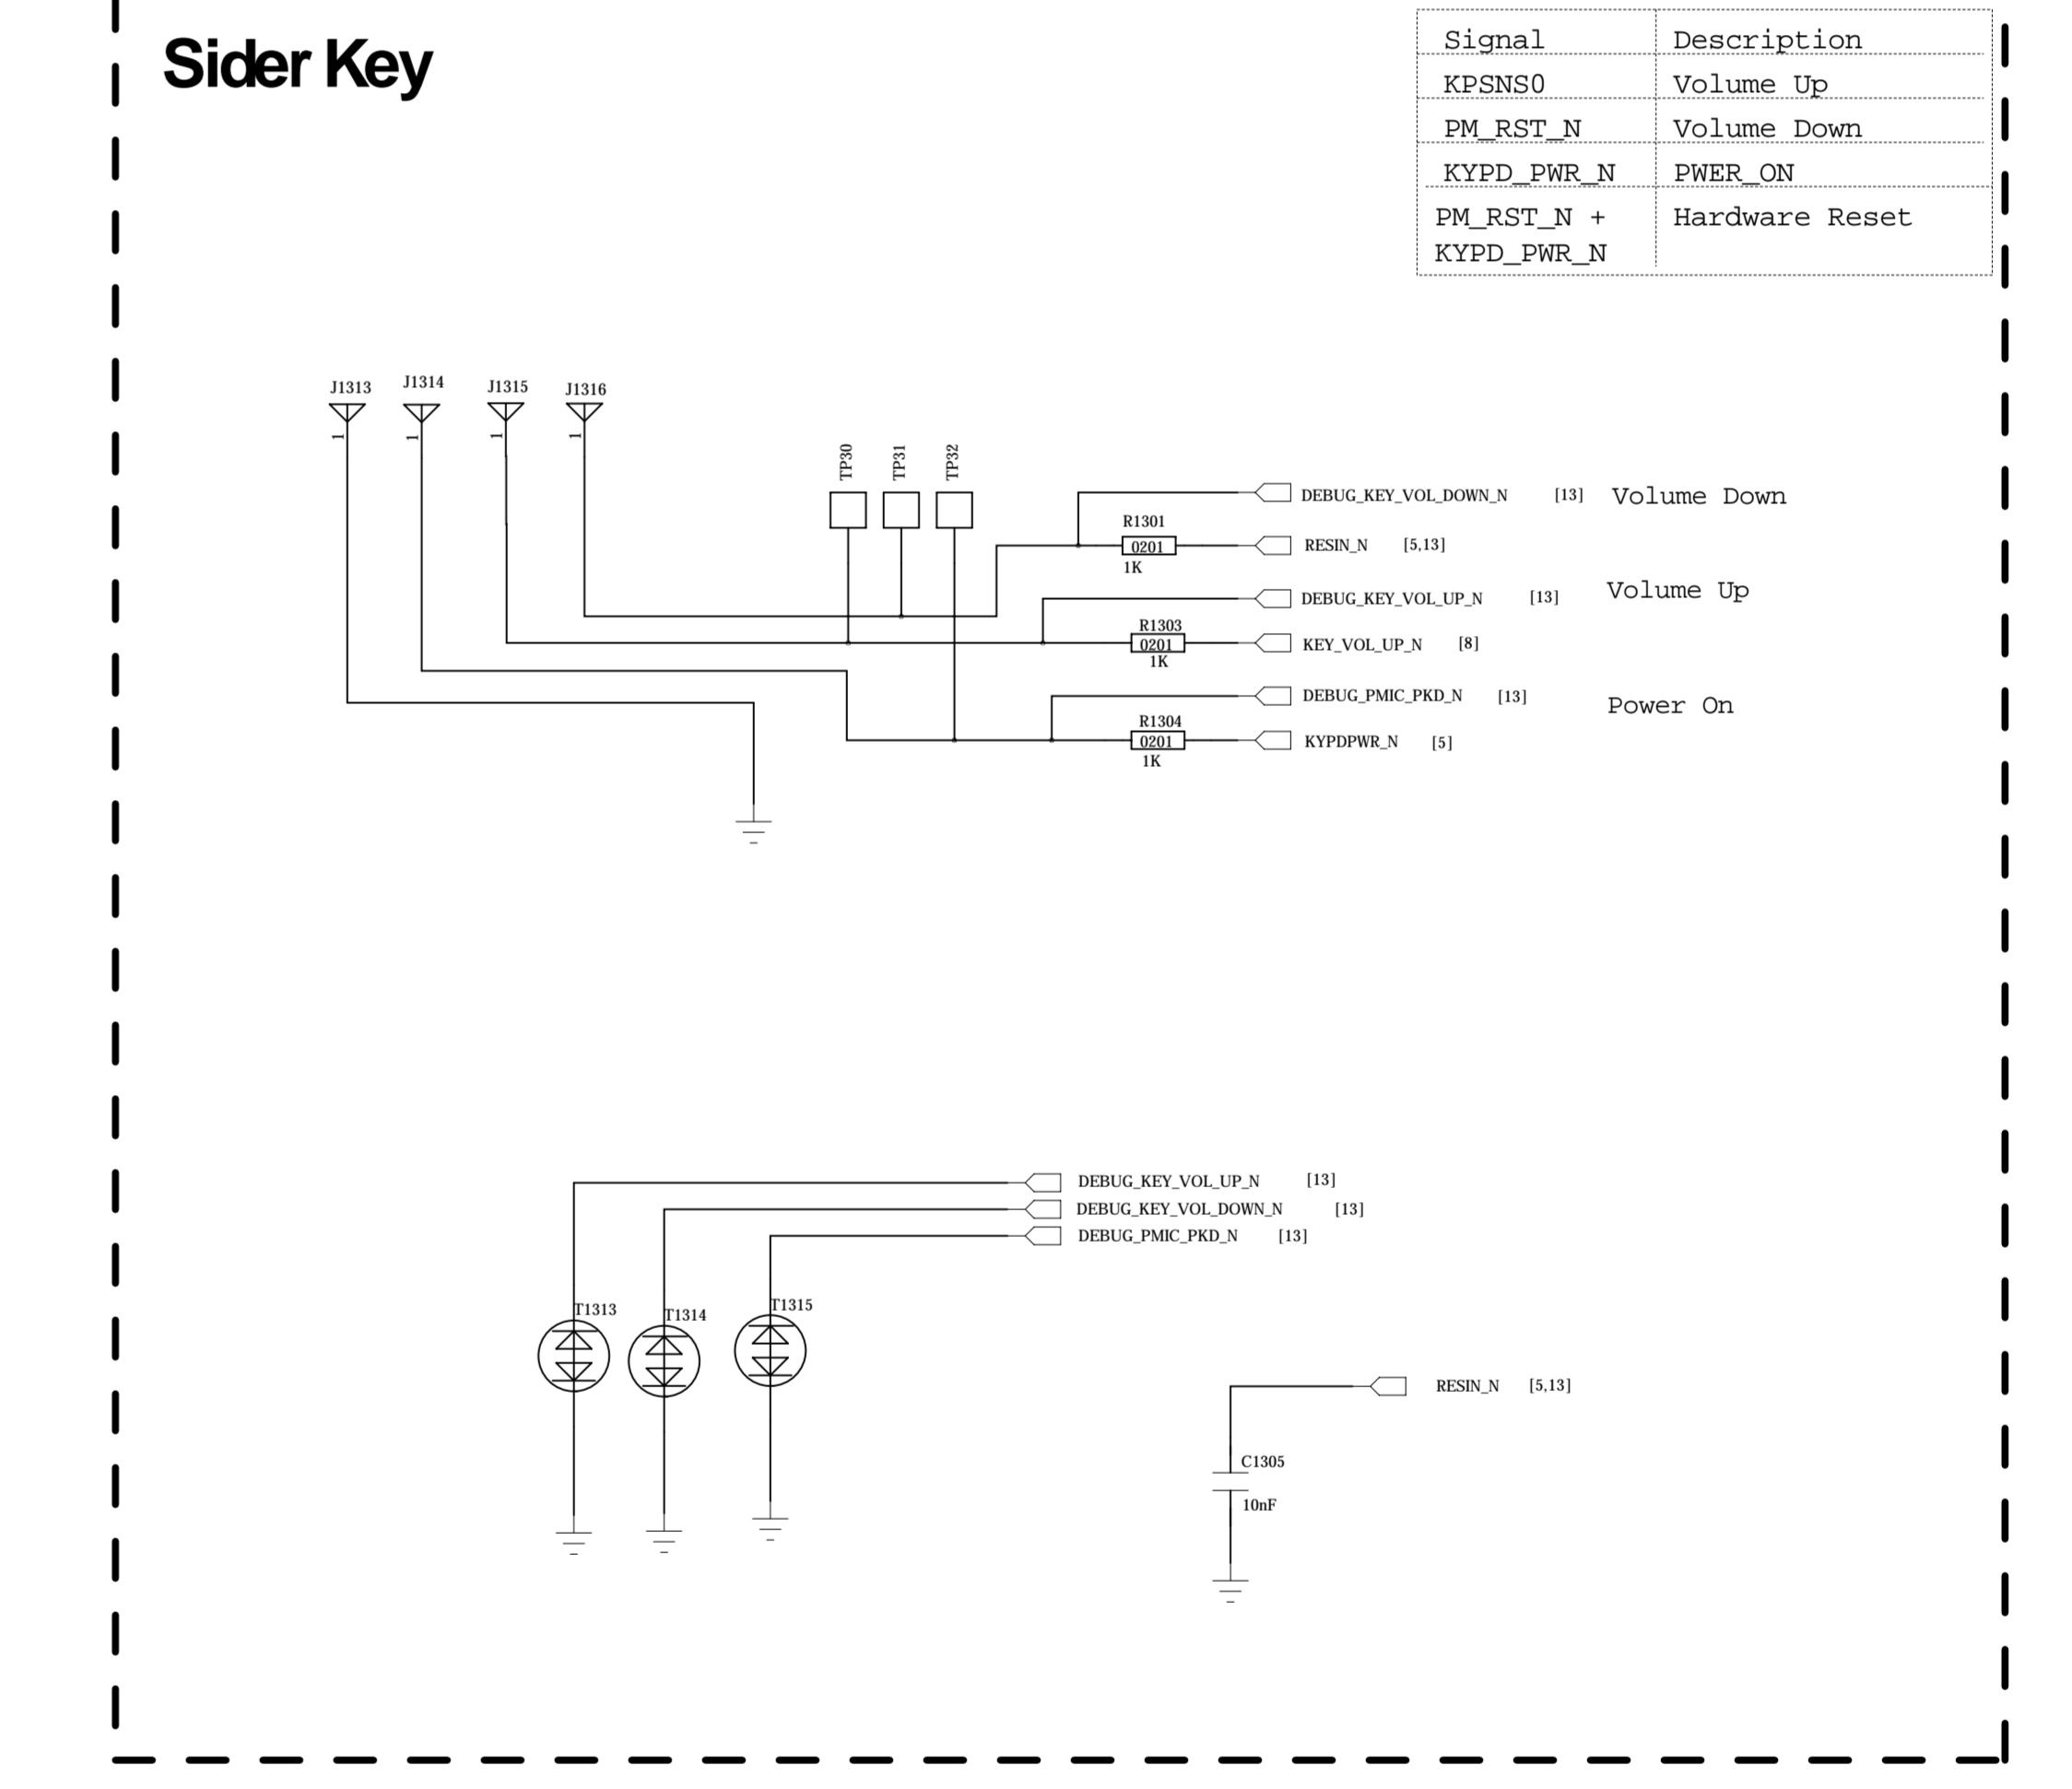 Sider Key
Signal Description
KPSNS0 Volume Up
PM_RST_N Volume Down
KYPD_PWR_N PWER_ON
PM_RST_N + Hardware Reset
KYPD_PWR_N
J1313 J1314 J1315 J1316
1 1 1 1
TP30 TP31 TP32
DEBUG_KEY_VOL_DOWN_N [13] Volume Down
R1301
0201 RESIN_N [5,13]
1K
DEBUG_KEY_VOL_UP_N [13] Volume Up
R1303
0201 KEY_VOL_UP_N [8]
1K
DEBUG_PMIC_PKD_N [13] Power On
R1304
0201 KYPDPWR_N [5]
1K
DEBUG_KEY_VOL_UP_N [13]
DEBUG_KEY_VOL_DOWN_N [13]
DEBUG_PMIC_PKD_N [13]
T1313 T1314 T1315
RESIN_N [5,13]
C1305
10nF